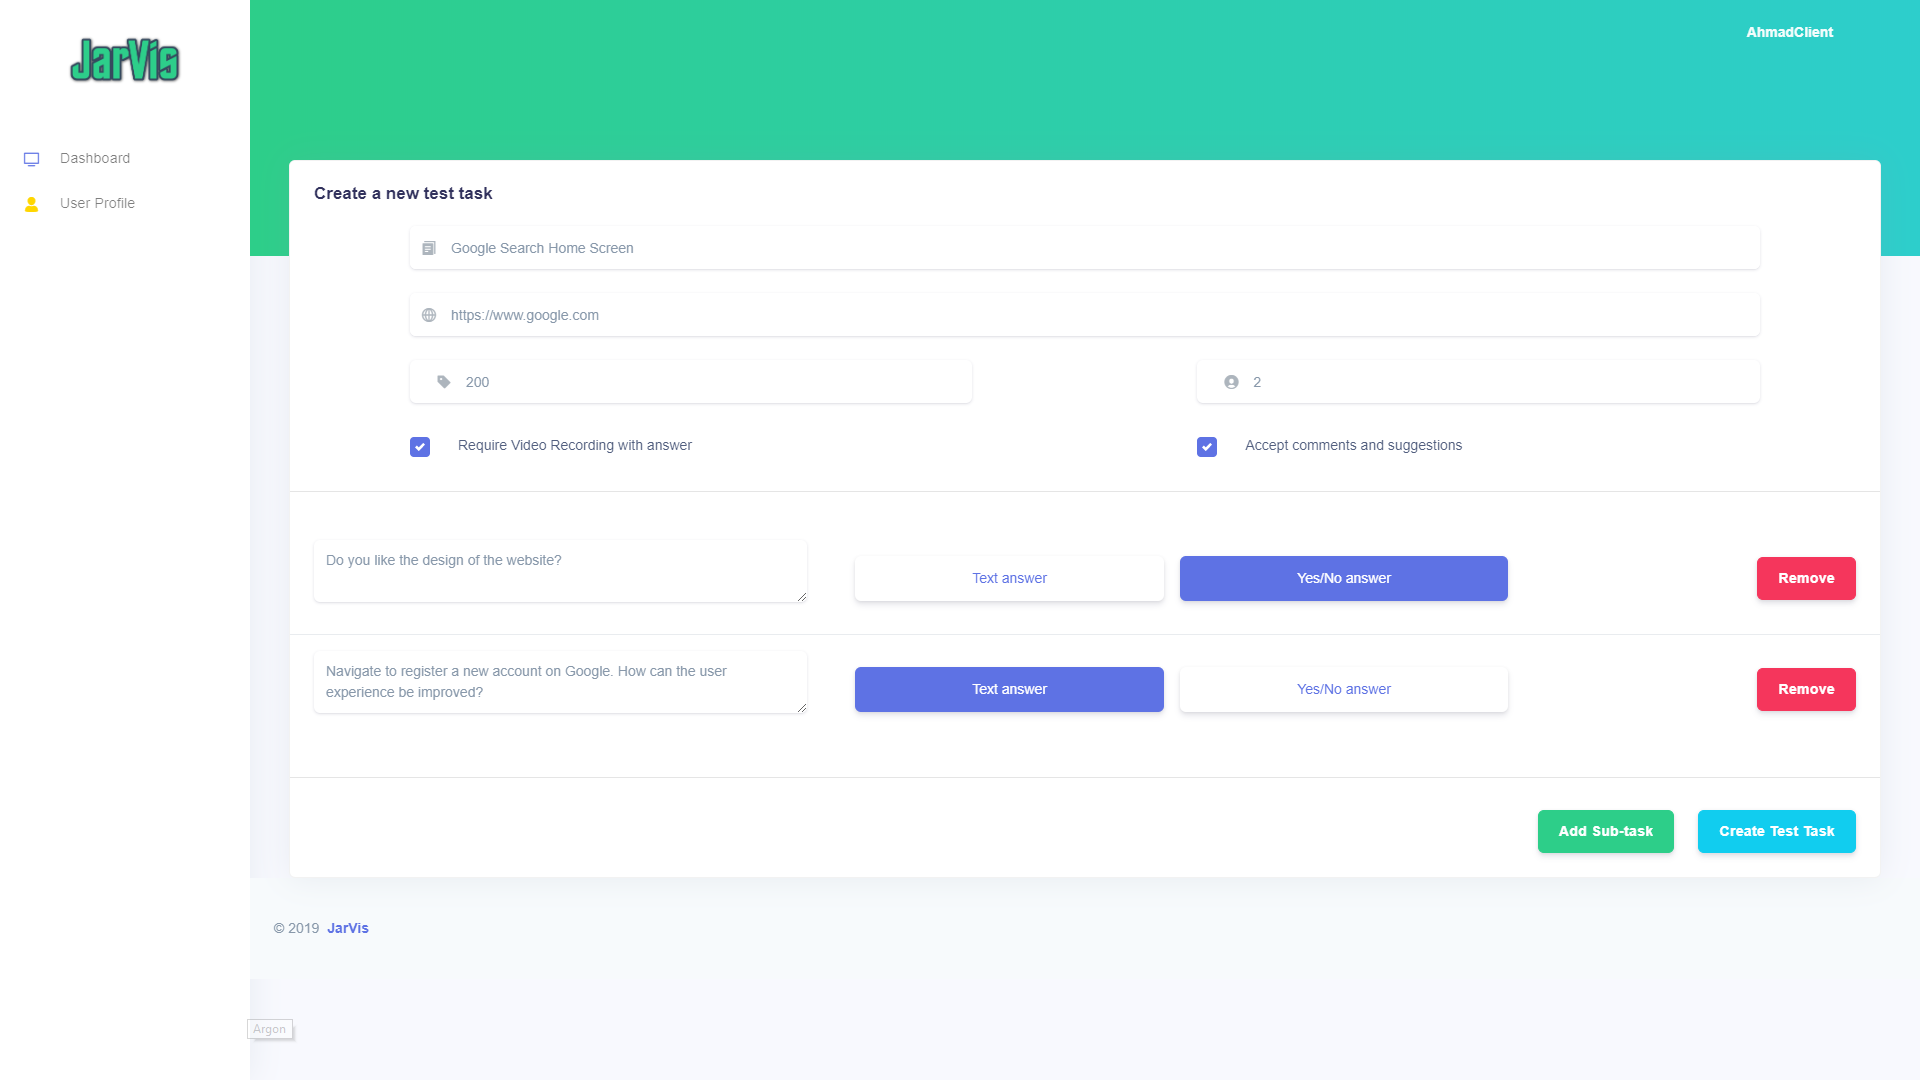 JarVis
AhmadClient
Dashboard
User Profile
Create a new test task
Google Search Home Screen
https://www.google.com
200
2
Require Video Recording with answer
Accept comments and suggestions
Do you like the design of the website?
Text answer
Yes/No answer
Remove
Navigate to register a new account on Google. How can the user
experience be improved?
Text answer
Yes/No answer
Remove
Add Sub-task
Create Test Task
© 2019 JarVis
Argon